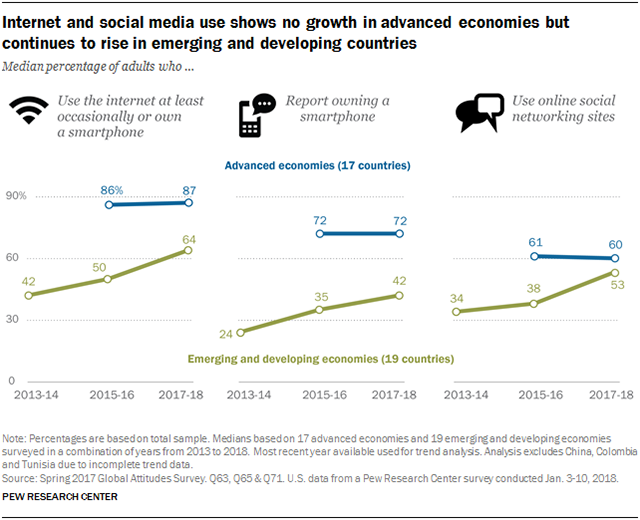 Internet and social media use shows no growth in advanced economies but
continues to rise in emerging and developing countries
Median percentage of adults who ...
Use the internet at least
occasionally or own
a smartphone
Report owning a
smartphone
Use online social
networking sites
Advanced economies (17 countries)
90%
86%
87
72
72
61
60
60
64
50
42
42
35
24
53
38
34
30
Emerging and developing economies (19 countries)
0
2013-14
2015-16
2017-18
2013-14
2015-16
2017-18
2013-14
2015-16
2017-18
Note: Percentages are based on total sample. Medians based on 17 advanced economies and 19 emerging and developing economies
surveyed in a combination of years from 2013 to 2018. Most recent year available used for trend analysis. Analysis excludes China, Colombia
and Tunisia due to incomplete trend data.
Source: Spring 2017 Global Attitudes Survey. Q63, Q65 & Q71. U.S. data from a Pew Research Center survey conducted Jan. 3-10, 2018.
PEW RESEARCH CENTER